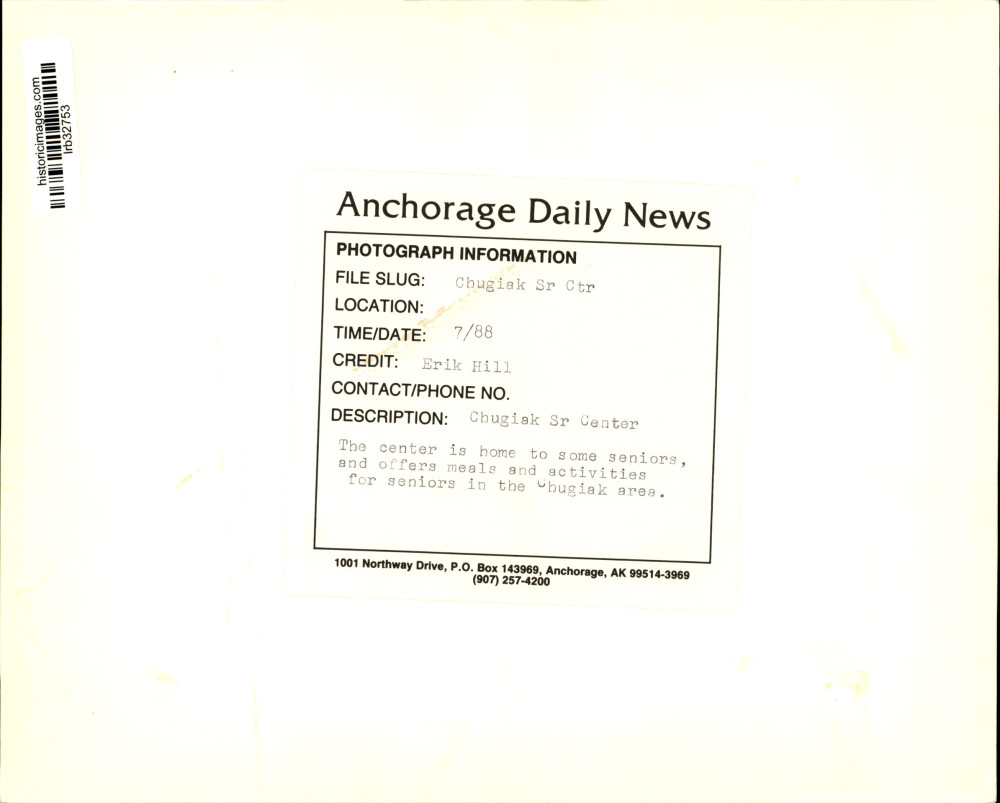 historicimages.com
lrb32753
Anchorage Daily News
PHOTOGRAPH INFORMATION
FILE SLUG: Chugiak Sr Ctr
LOCATION:
TIME/DATE: 7/88
CREDIT: Erik Hill
CONTACT/PHONE NO.
DESCRIPTION: Chugiak Sr Center
The center is home to some seniors,
and offers meals and activities
for seniors in the Chugiak area.
1001 Northway Drive, P.O. Box 143969, Anchorage, AK 99514-3969
(907) 257-4200